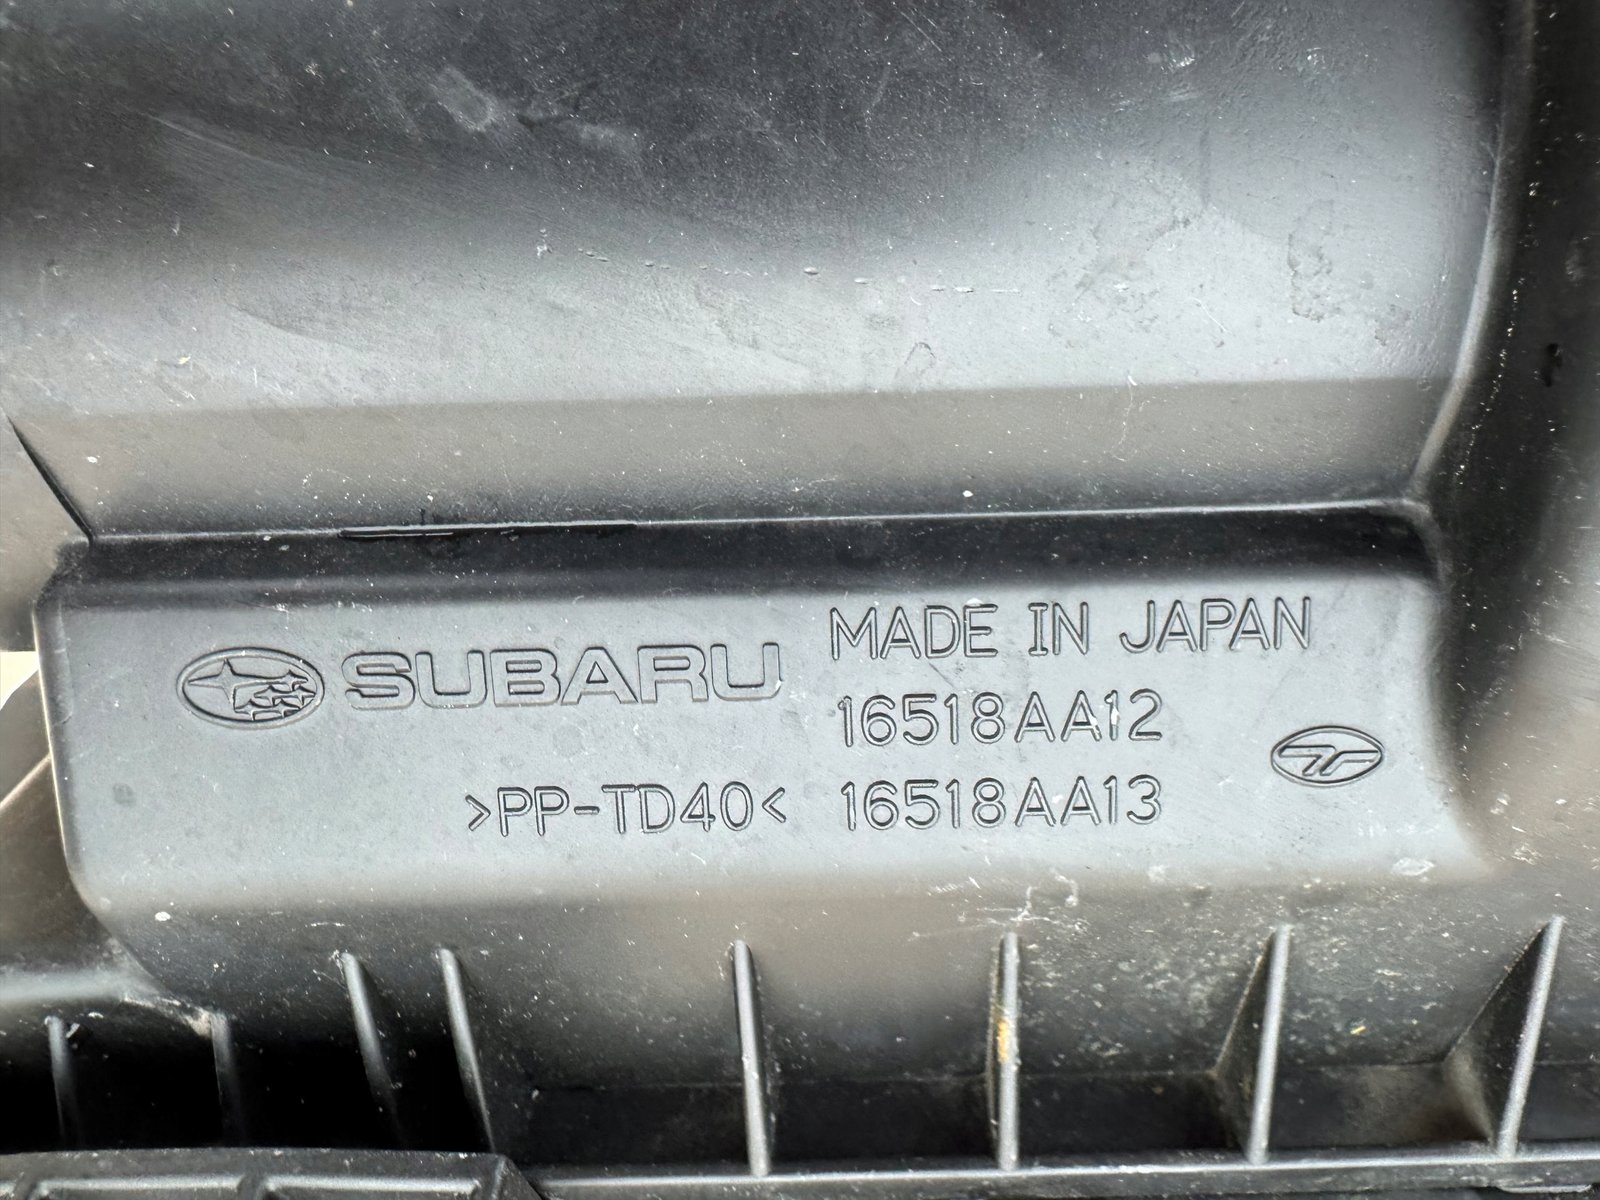 SUBARU
MADE IN JAPAN
16518AA12
>PP-TD40< 16518AA13